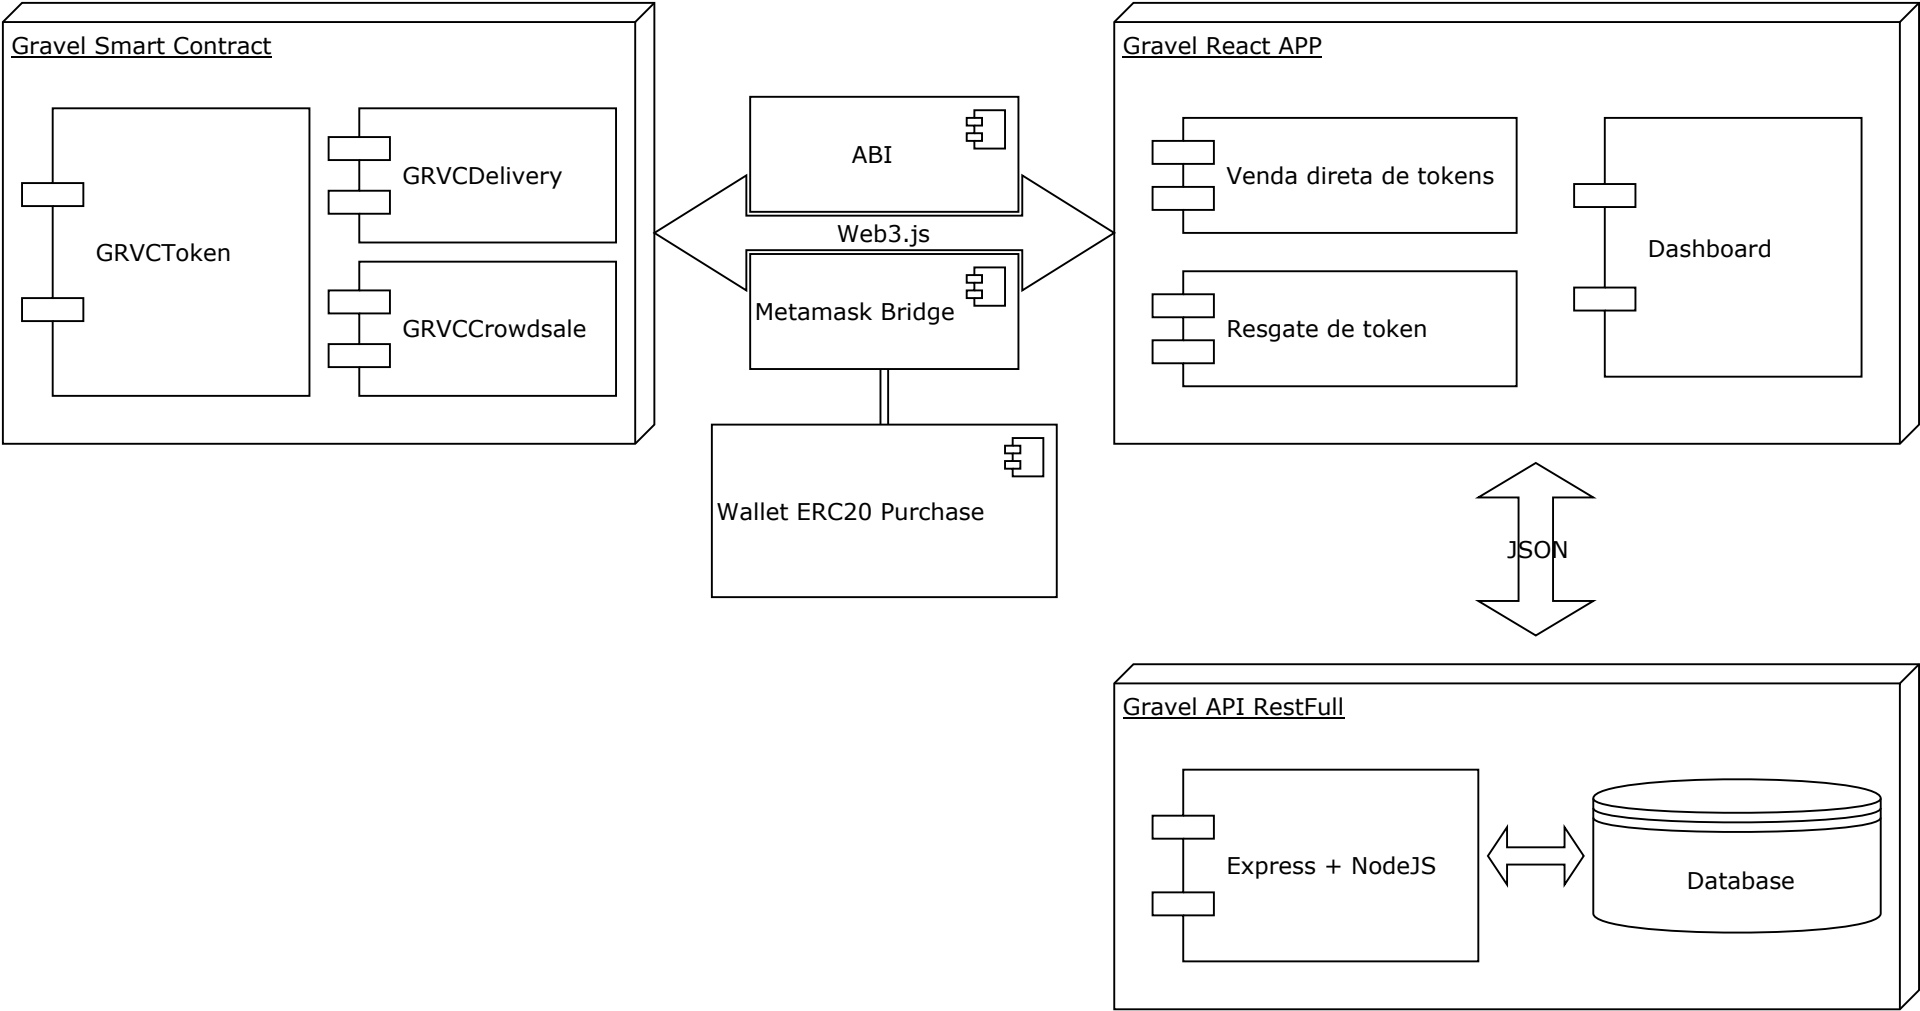 Gravel Smart Contract
GRVCToken
GRVCDelivery
GRVCCrowdsale
ABI
Web3.js
Metamask Bridge
Wallet ERC20 Purchase
Gravel React APP
Venda direta de tokens
Resgate de token
Dashboard
JSON
Gravel API RestFull
Express + NodeJS
Database